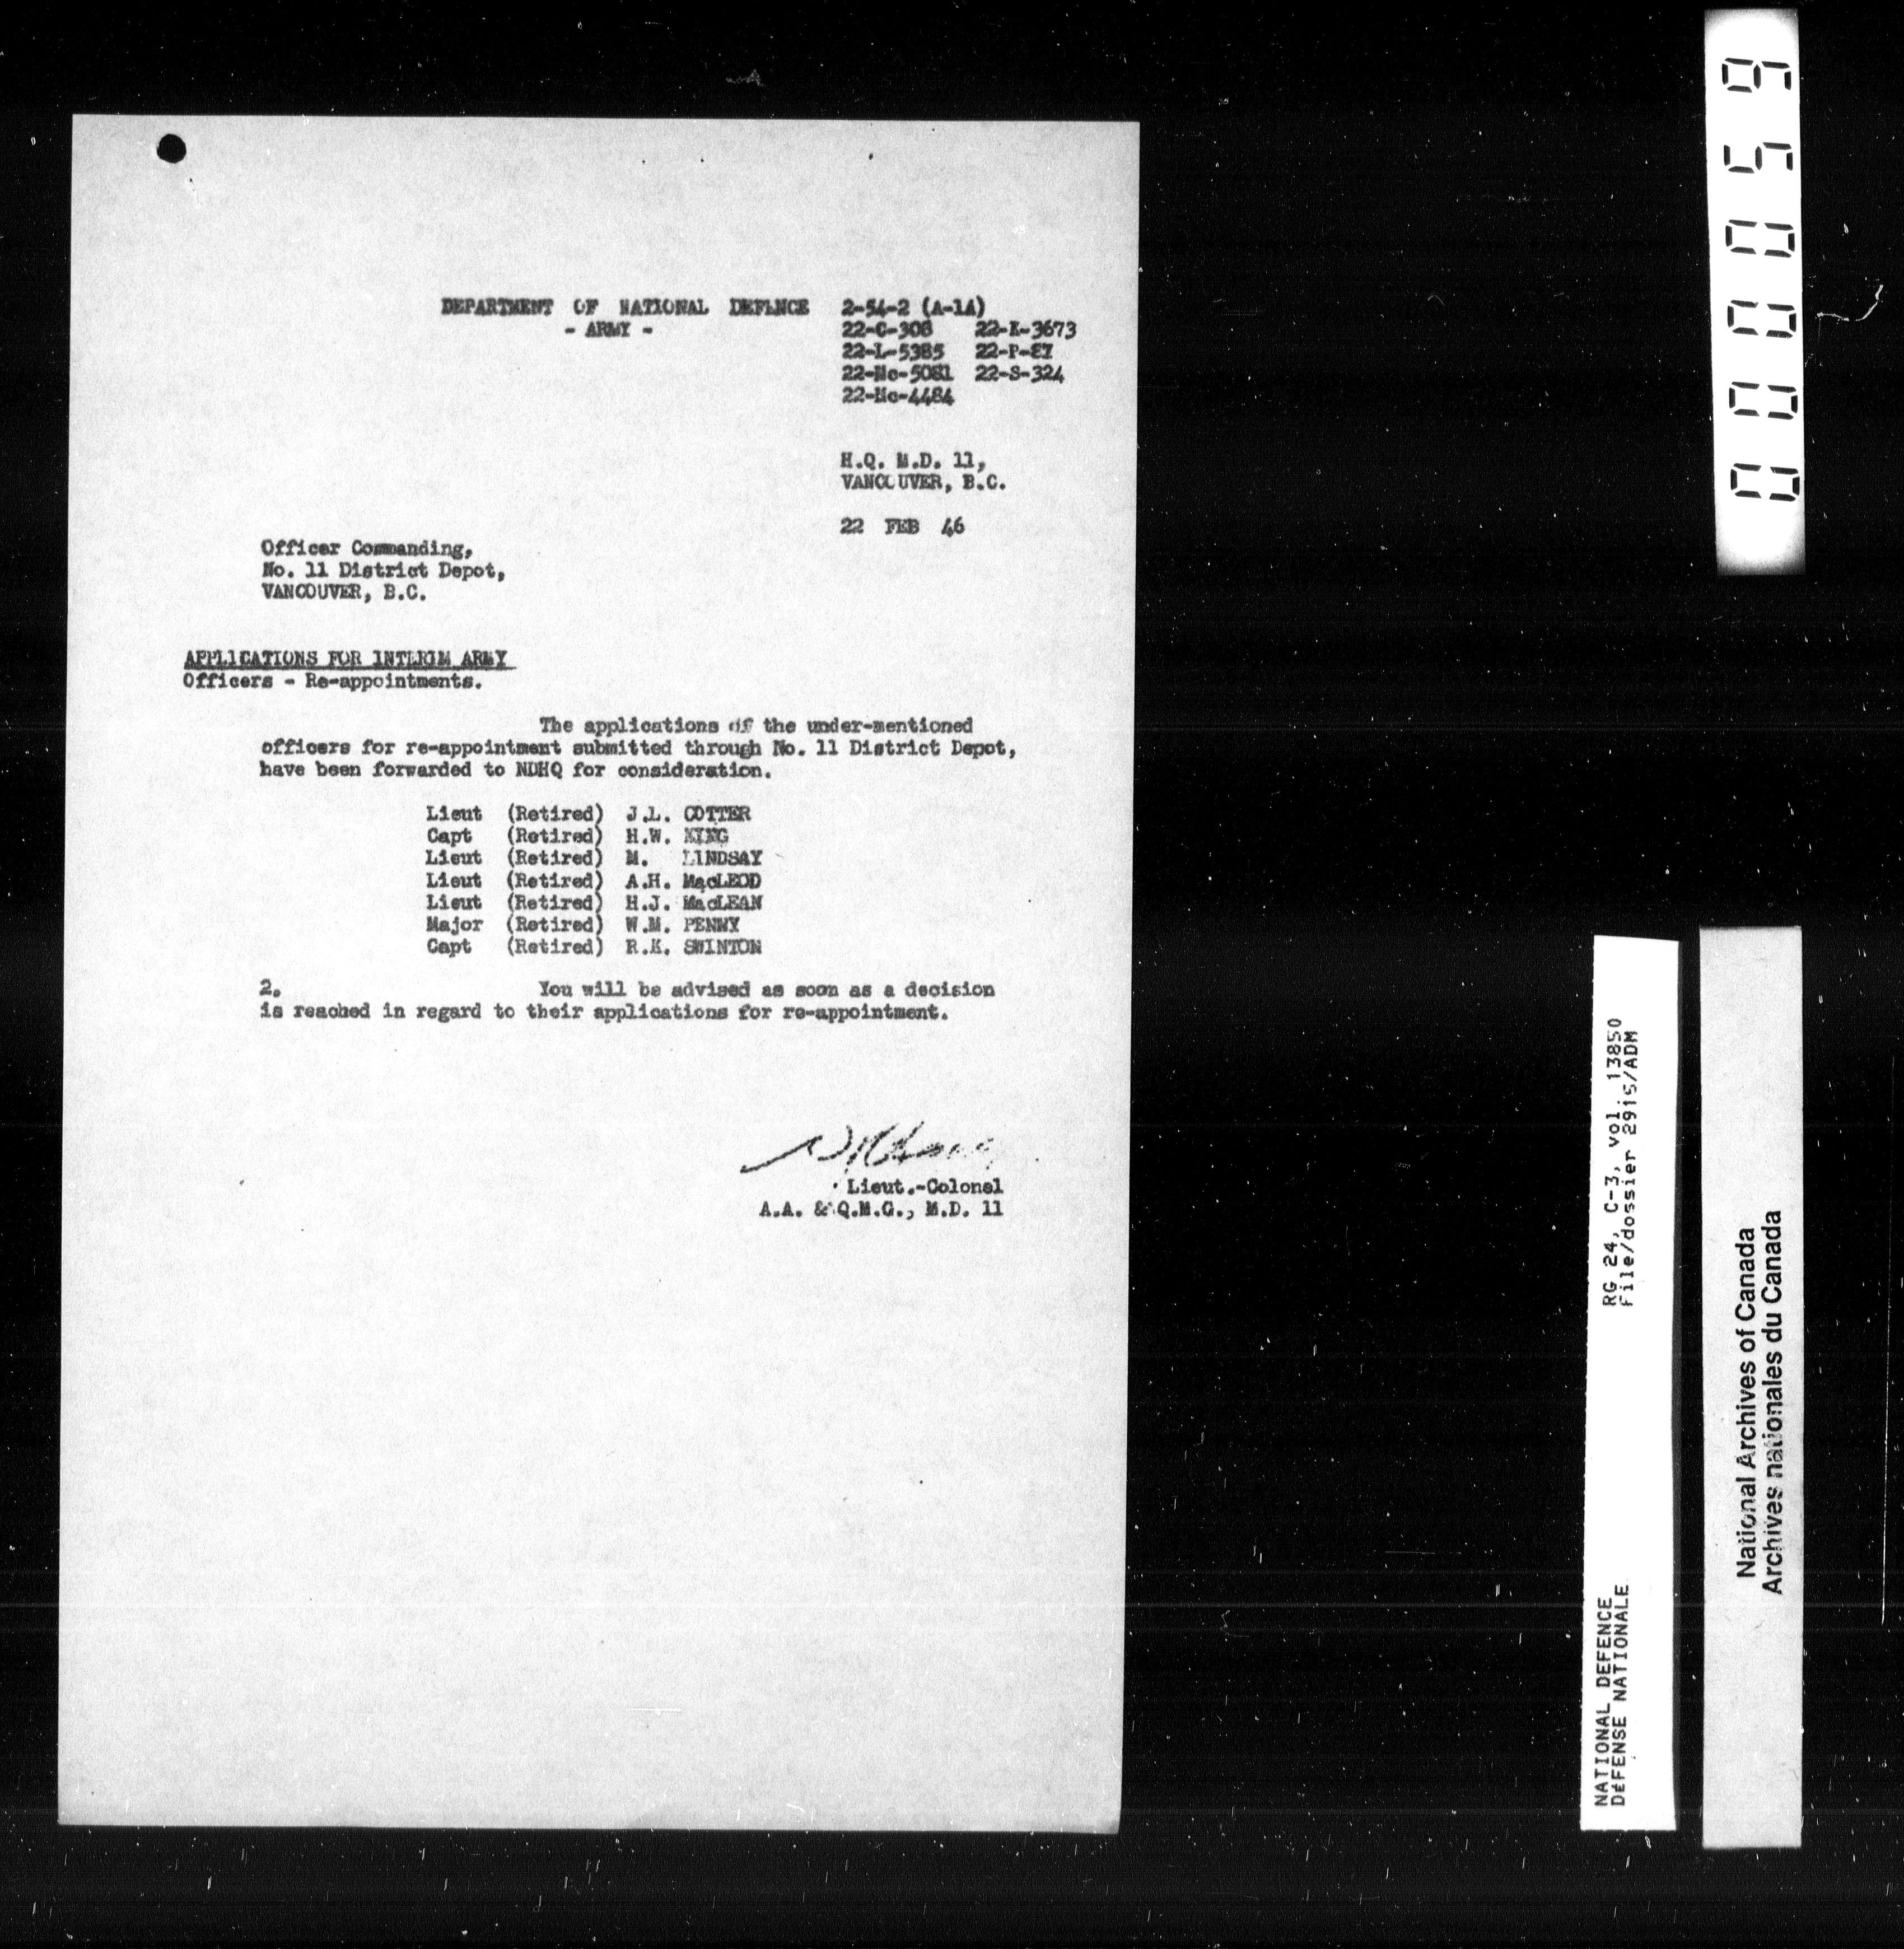 DEPARTMENT OF NATIONAL DEFENCE
- ARMY -
2-54-2 (A-1A)
22-C-308 22-K-3673
22-L-5385 22-P-87
22-Mc-5081 22-S-324
22-Mc-4484
H.Q. M.D. 11,
VANCOUVER, B.C.
22 FEB 46
Officer Commanding,
No. 11 District Depot,
VANCOUVER, B.C.
APPLICATIONS FOR INTERIM ARMY
Officers - Re-appointments.
The applications of the under-mentioned
officers for re-appointment submitted through No. 11 District Depot,
have been forwarded to NDHQ for consideration.
Lieut (Retired) J.L. COTTER
Capt (Retired) H.W. KING
Lieut (Retired) M. LINDSAY
Lieut (Retired) A.H. MacLEOD
Lieut (Retired) H.J. MacLEAN
Major (Retired) W.M. PENNY
Capt (Retired) R.K. SWINTON
2. You will be advised as soon as a decision
is reached in regard to their applications for re-appointment.
Lieut.-Colonel
A.A. & Q.M.G., M.D. 11
000059
NATIONAL DEFENCE RG 24, C-3, vol. 13850
DÉFENSE NATIONALE File/dossier 2915/ADM
National Archives of Canada
Archives nationales du Canada